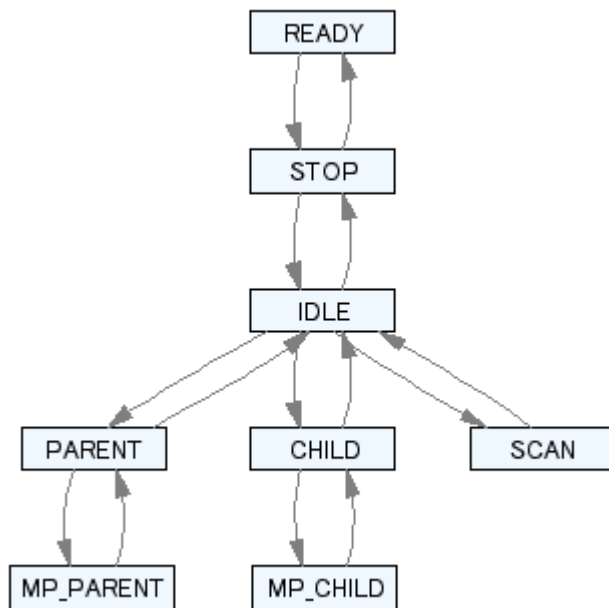 READY
STOP
IDLE
PARENT
CHILD
SCAN
MP_PARENT
MP_CHILD